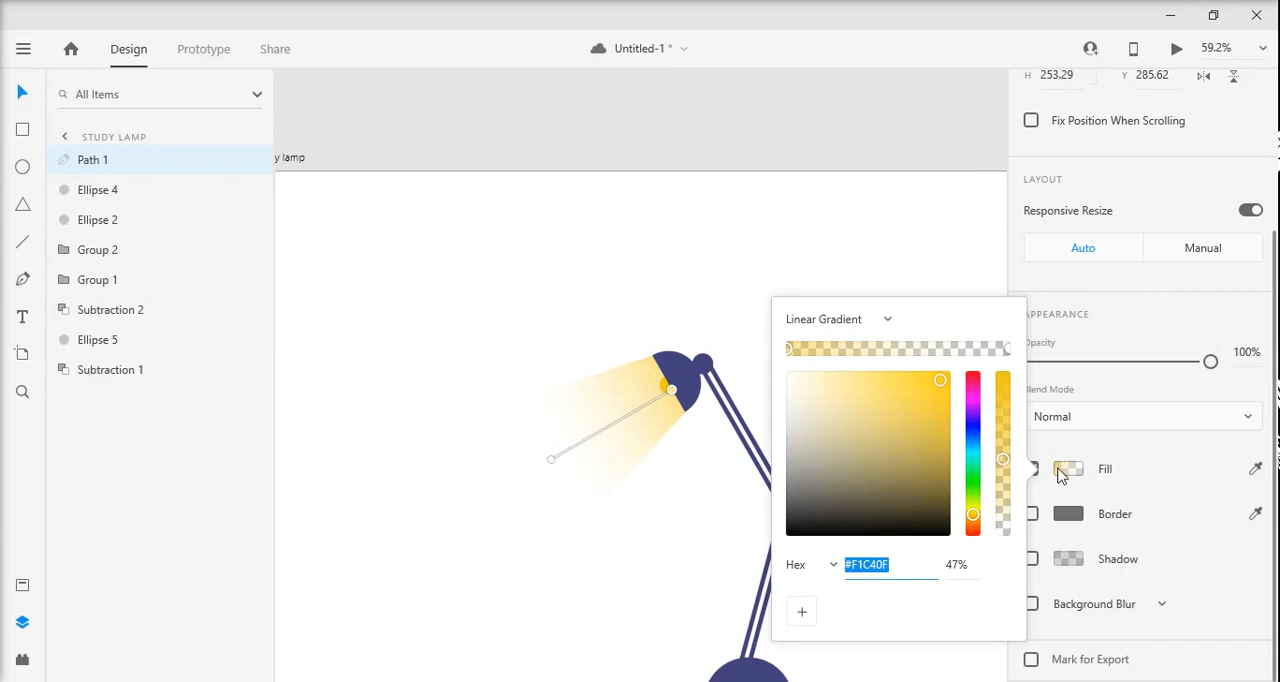 Design
Prototype
Share
Untitled-1 *
59.2%
All Items
STUDY LAMP
Path 1
Ellipse 4
Ellipse 2
Group 2
Group 1
Subtraction 2
Ellipse 5
Subtraction 1
y lamp
H 253.29 Y 285.62
Fix Position When Scrolling
LAYOUT
Responsive Resize
Auto Manual
APPEARANCE
Opacity
100%
Blend Mode
Normal
Fill
Border
Shadow
Background Blur
Mark for Export
Linear Gradient
Hex #F1C40F 47%